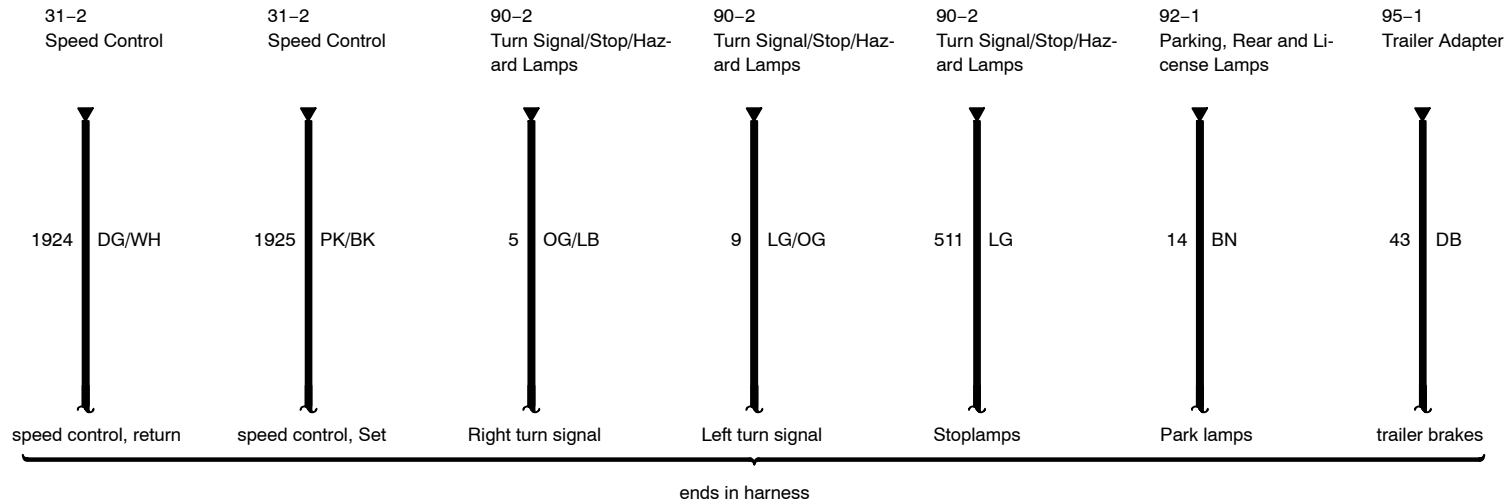 31–2
Speed Control
31–2
Speed Control
90–2
Turn Signal/Stop/Haz-
ard Lamps
90–2
Turn Signal/Stop/Haz-
ard Lamps
90–2
Turn Signal/Stop/Haz-
ard Lamps
92–1
Parking, Rear and Li-
cense Lamps
95–1
Trailer Adapter
1924 DG/WH
1925 PK/BK
5 OG/LB
9 LG/OG
511 LG
14 BN
43 DB
speed control, return
speed control, Set
Right turn signal
Left turn signal
Stoplamps
Park lamps
trailer brakes
ends in harness